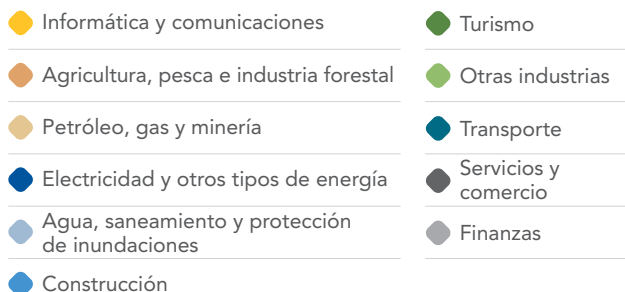 Informática y comunicaciones
Agricultura, pesca e industria forestal
Petróleo, gas y minería
Electricidad y otros tipos de energía
Agua, saneamiento y protección
de inundaciones
Construcción
Turismo
Otras industrias
Transporte
Servicios y
comercio
Finanzas